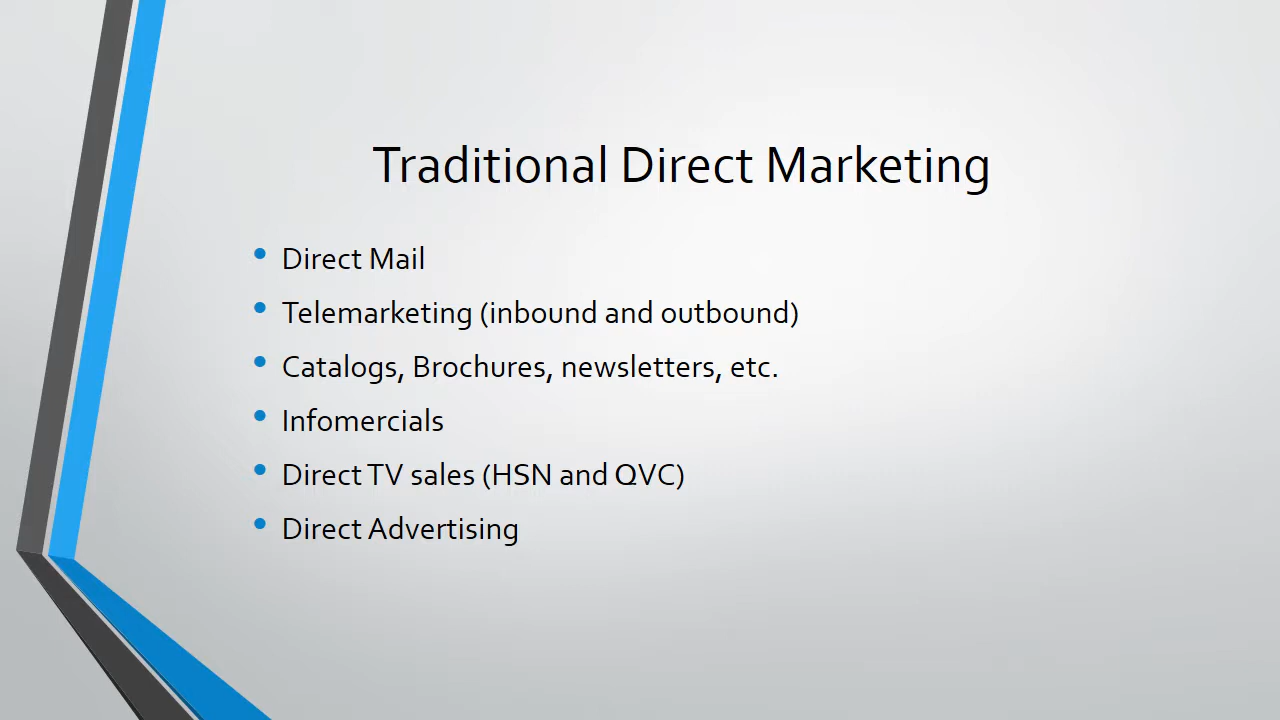 Traditional Direct Marketing
• Direct Mail
• Telemarketing (inbound and outbound)
• Catalogs, Brochures, newsletters, etc.
• Infomercials
• Direct TV sales (HSN and QVC)
• Direct Advertising